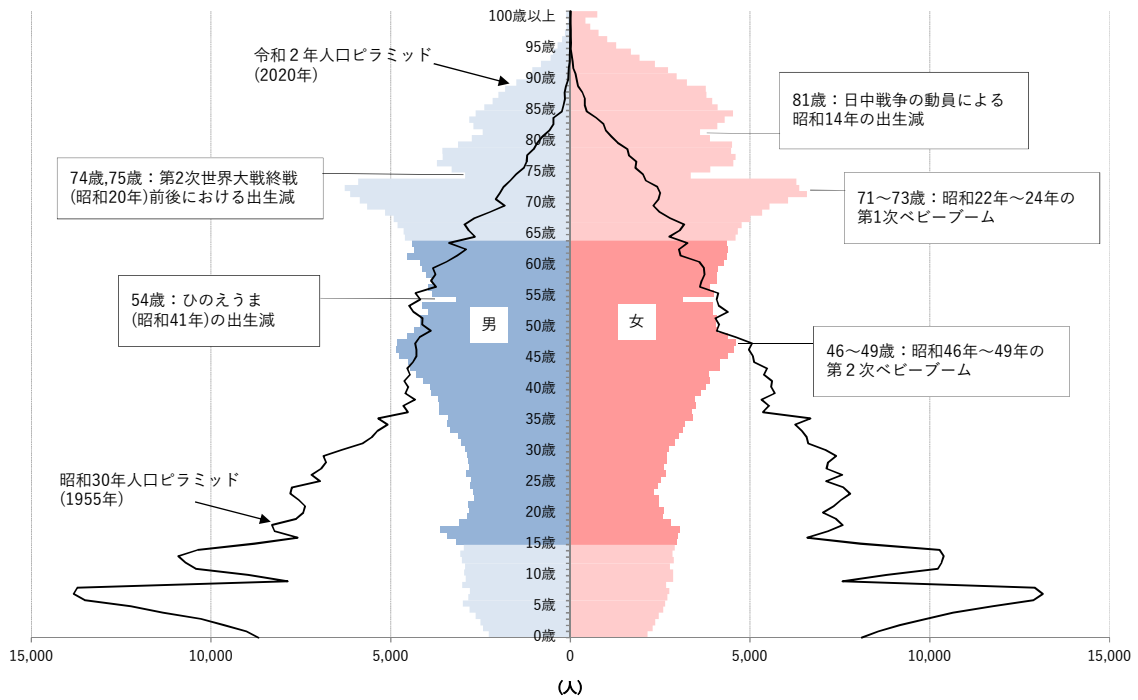 100歳以上
95歳
90歳
85歳
80歳
75歳
70歳
65歳
60歳
55歳
50歳
45歳
40歳
35歳
30歳
25歳
20歳
15歳
10歳
5歳
0歳
令和２年人口ピラミッド
(2020年)
81歳：日中戦争の動員による
昭和14年の出生減
74歳,75歳：第2次世界大戦終戦
(昭和20年)前後における出生減
71～73歳：昭和22年～24年の
第1次ベビーブーム
54歳：ひのえうま
(昭和41年)の出生減
男
女
46～49歳：昭和46年～49年の
第２次ベビーブーム
昭和30年人口ピラミッド
(1955年)
15,000
10,000
5,000
0
5,000
10,000
15,000
(人)